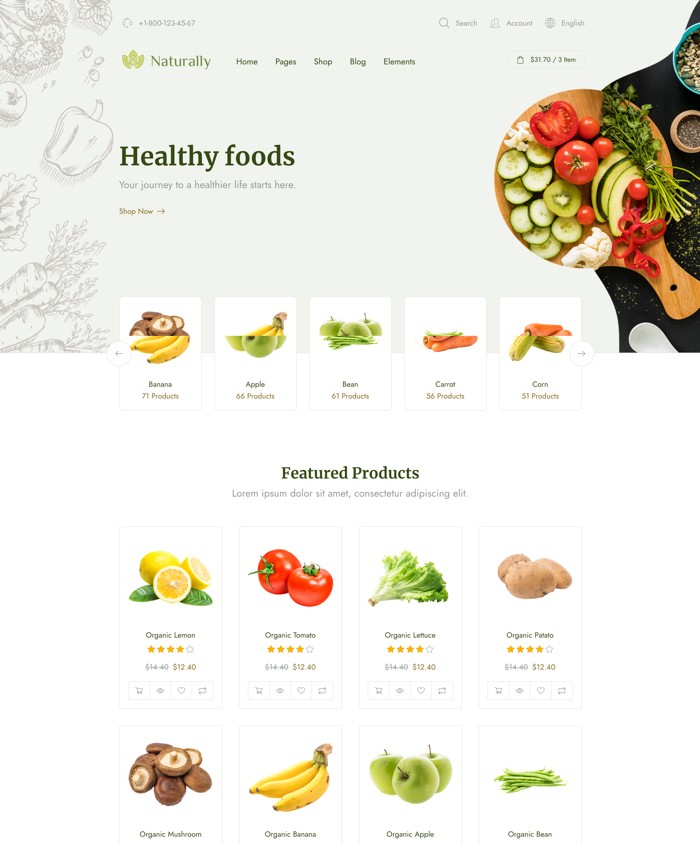 +1-800-123-45-67 Search Account English
Naturally Home Pages Shop Blog Elements $31.70 / 3 Item
Healthy foods
Your journey to a healthier life starts here.
Shop Now
Banana Apple Bean Carrot Corn
71 Products 66 Products 61 Products 56 Products 51 Products
Featured Products
Lorem ipsum dolor sit amet, consectetur adipiscing elit.
Organic Lemon Organic Tomato Organic Lettuce Organic Patato
$14.40 $12.40 $14.40 $12.40 $14.40 $12.40 $14.40 $12.40
Organic Mushroom Organic Banana Organic Apple Organic Bean